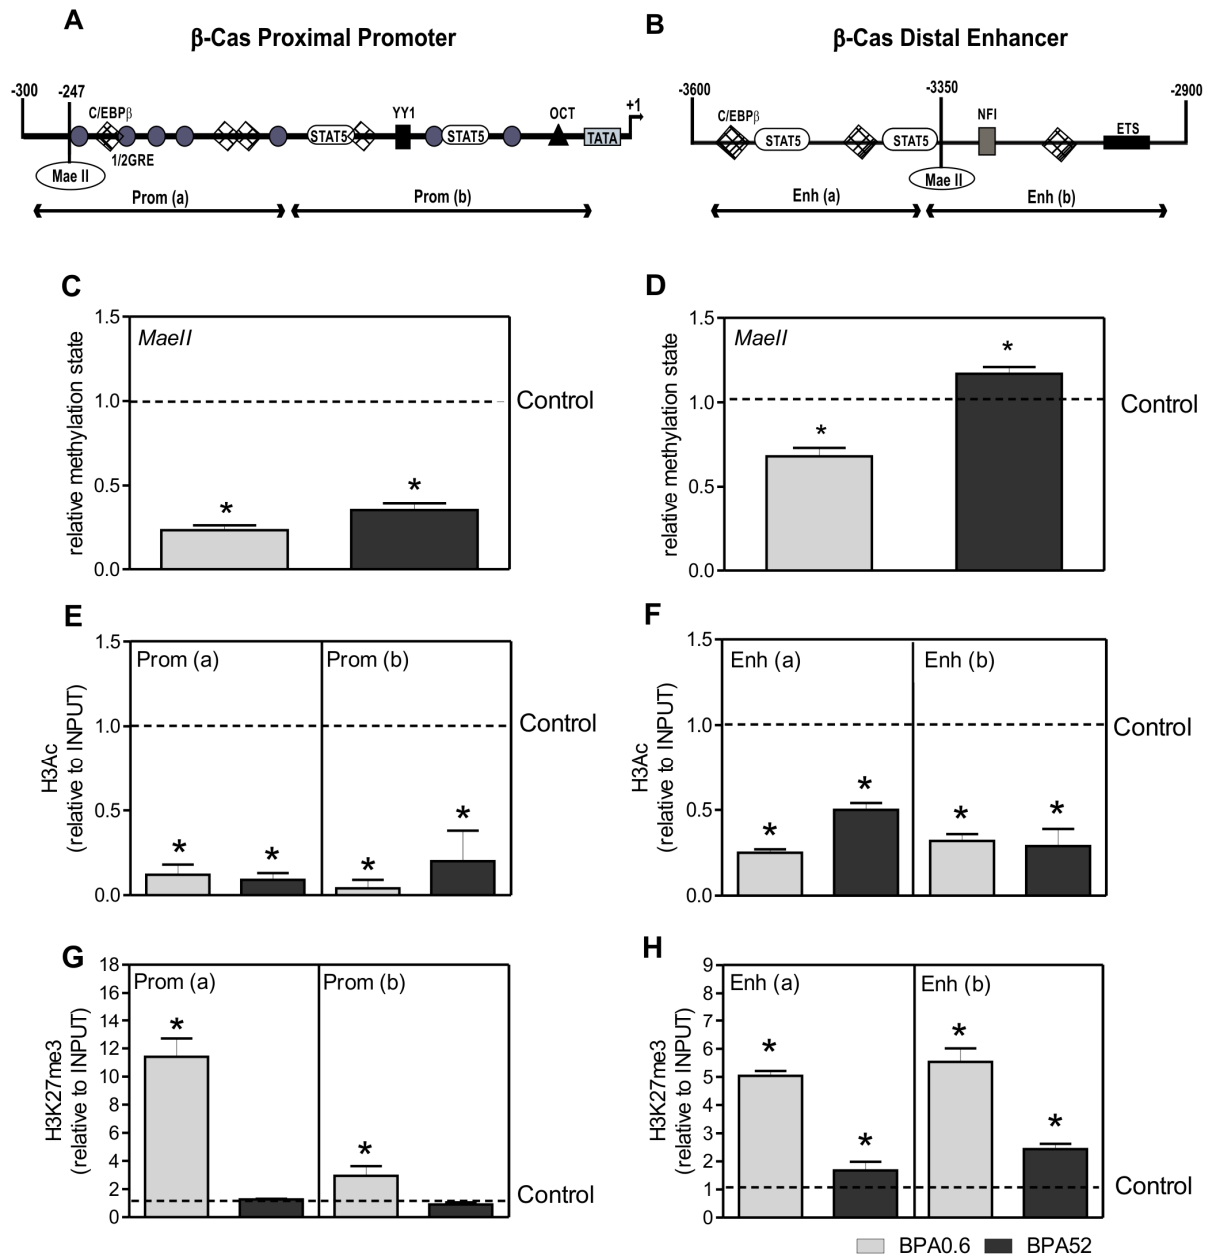 A
β-Cas Proximal Promoter
-300
-247
C/EBPβ
1/2GRE
STAT5
YY1
STAT5
OCT
TATA
+1
Mae II
Prom (a)
Prom (b)
B
β-Cas Distal Enhancer
-3600
-3350
-2900
C/EBPβ
STAT5
STAT5
NFI
ETS
Mae II
Enh (a)
Enh (b)
C
relative methylation state
1.5
1.0
0.5
0.0
MaeII
*
*
Control
D
relative methylation state
1.5
1.0
0.5
0.0
MaeII
*
*
Control
E
H3Ac
(relative to INPUT)
1.5
1.0
0.5
0.0
Prom (a)
Prom (b)
*
*
*
*
Control
F
H3Ac
(relative to INPUT)
1.5
1.0
0.5
0.0
Enh (a)
Enh (b)
*
*
*
*
Control
G
H3K27me3
(relative to INPUT)
18
16
14
12
10
8
6
4
2
0
Prom (a)
Prom (b)
*
*
Control
H
H3K27me3
(relative to INPUT)
9
8
7
6
5
4
3
2
1
0
Enh (a)
Enh (b)
*
*
*
*
Control
BPA0.6 BPA52